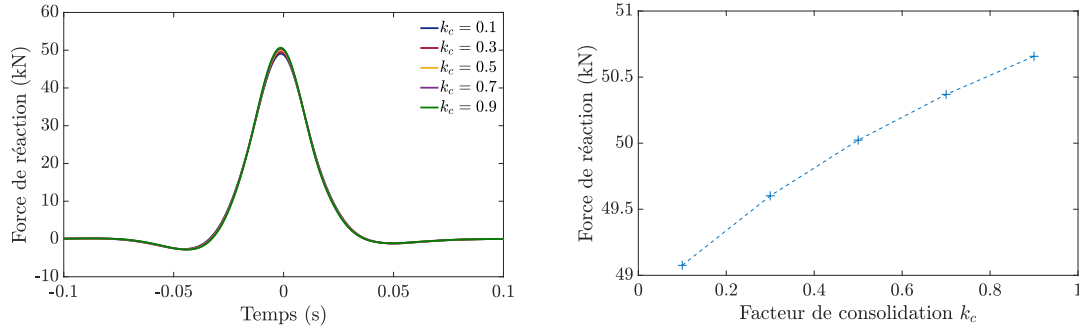 60
50
40
30
20
10
0
-10
-0.1
-0.05
0
0.05
0.1
Force de réaction (kN)
Temps (s)
k_c = 0.1
k_c = 0.3
k_c = 0.5
k_c = 0.7
k_c = 0.9
51
50.5
50
49.5
49
0
0.2
0.4
0.6
0.8
1
Force de réaction (kN)
Facteur de consolidation k_c